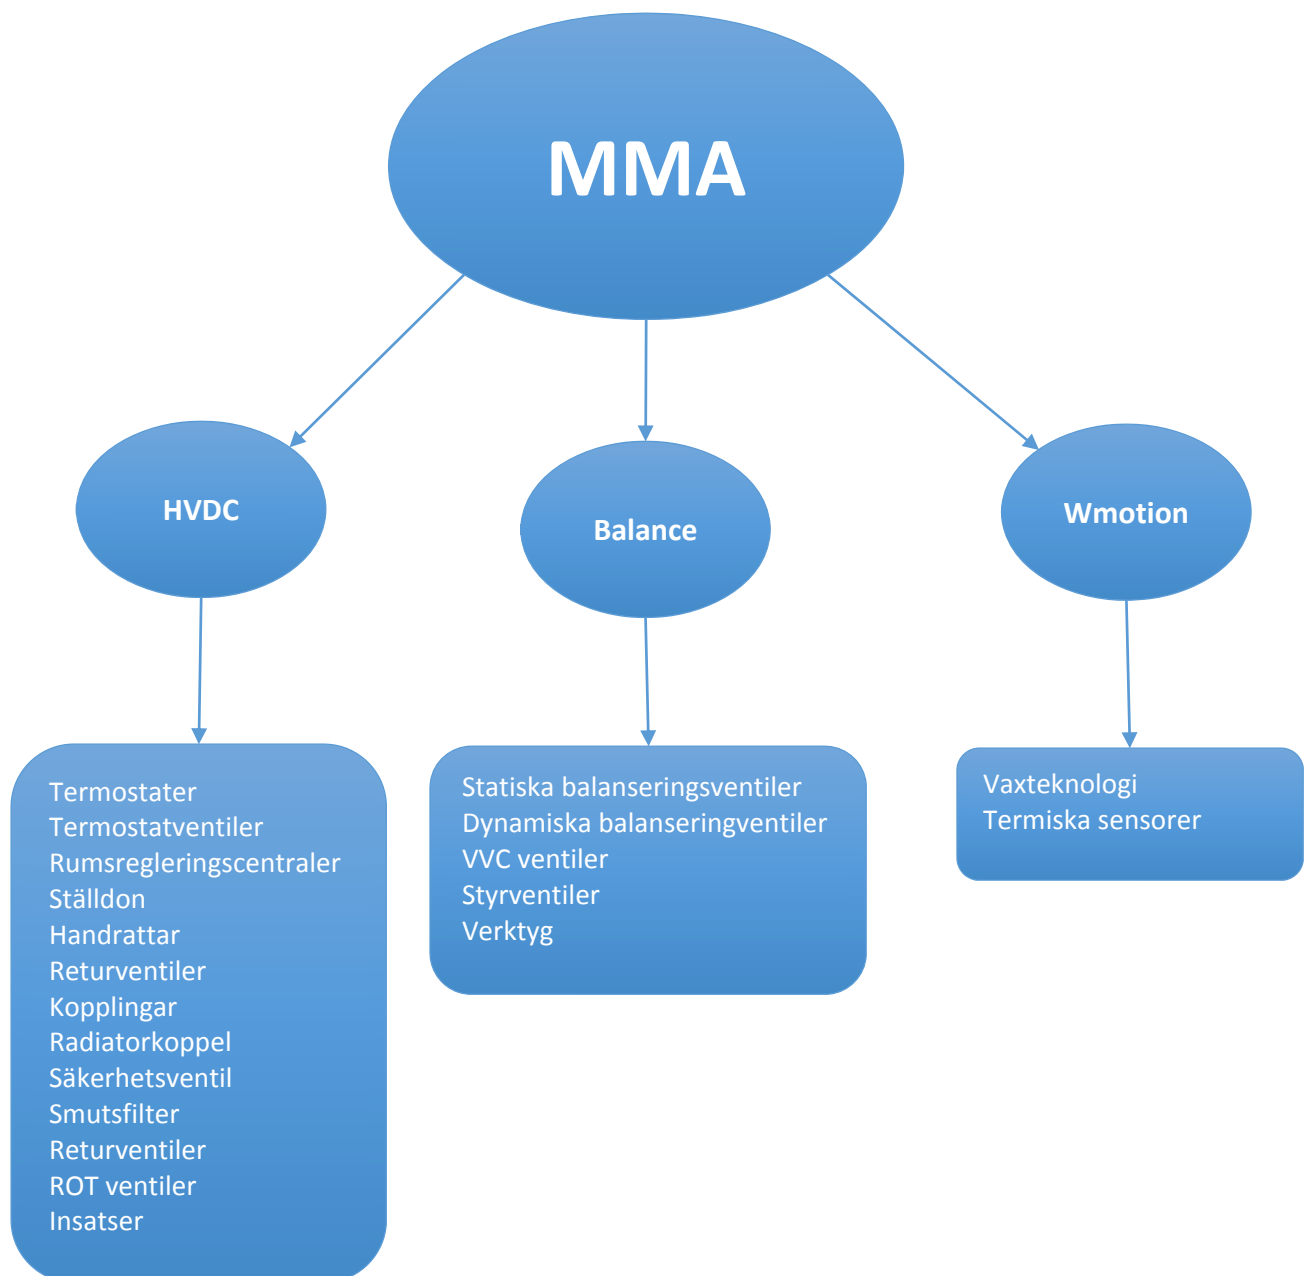 MMA
HVDC
Balance
Wmotion
Termostater
Termostatventiler
Rumsregleringscentraler
Ställdon
Handrattar
Returventiler
Kopplingar
Radiatorkoppel
Säkerhetsventil
Smutsfilter
Returventiler
ROT ventiler
Insatser
Statiska balanseringsventiler
Dynamiska balanseringventiler
VVC ventiler
Styrventiler
Verktyg
Vaxteknologi
Termiska sensorer